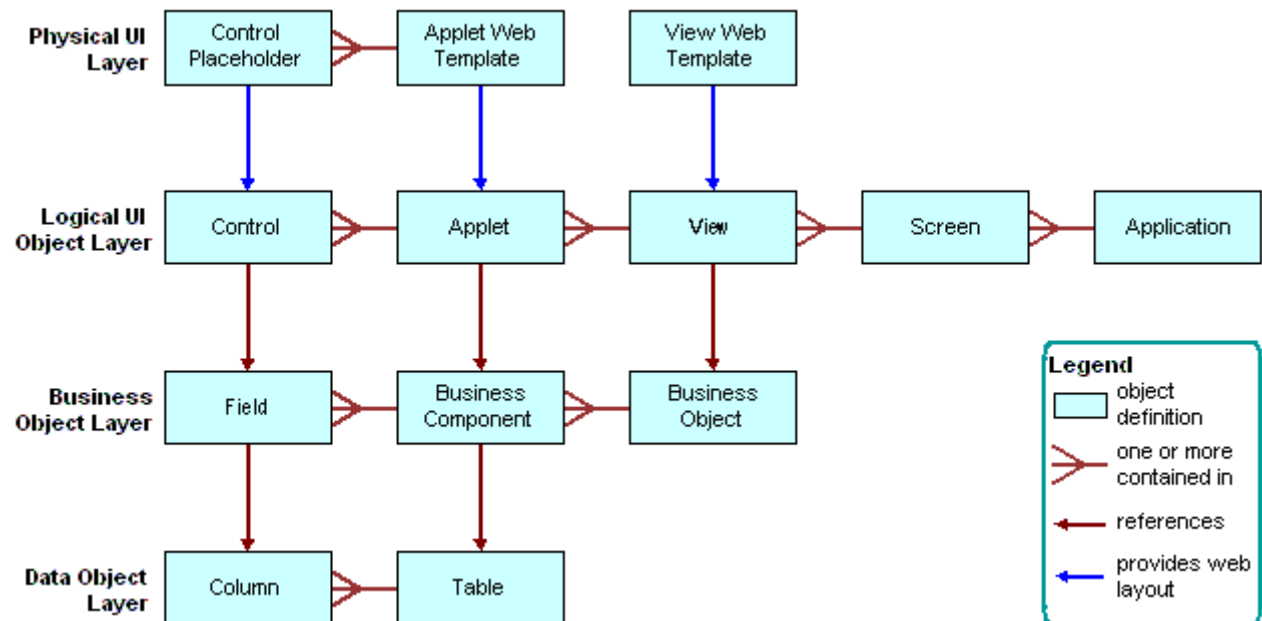 Physical UI
Layer
Control
Placeholder
Applet Web
Template
View Web
Template
Logical UI
Object Layer
Control
Applet
View
Screen
Application
Business
Object Layer
Field
Business
Component
Business
Object
Data Object
Layer
Column
Table
Legend
object
definition
one or more
contained in
references
provides web
layout